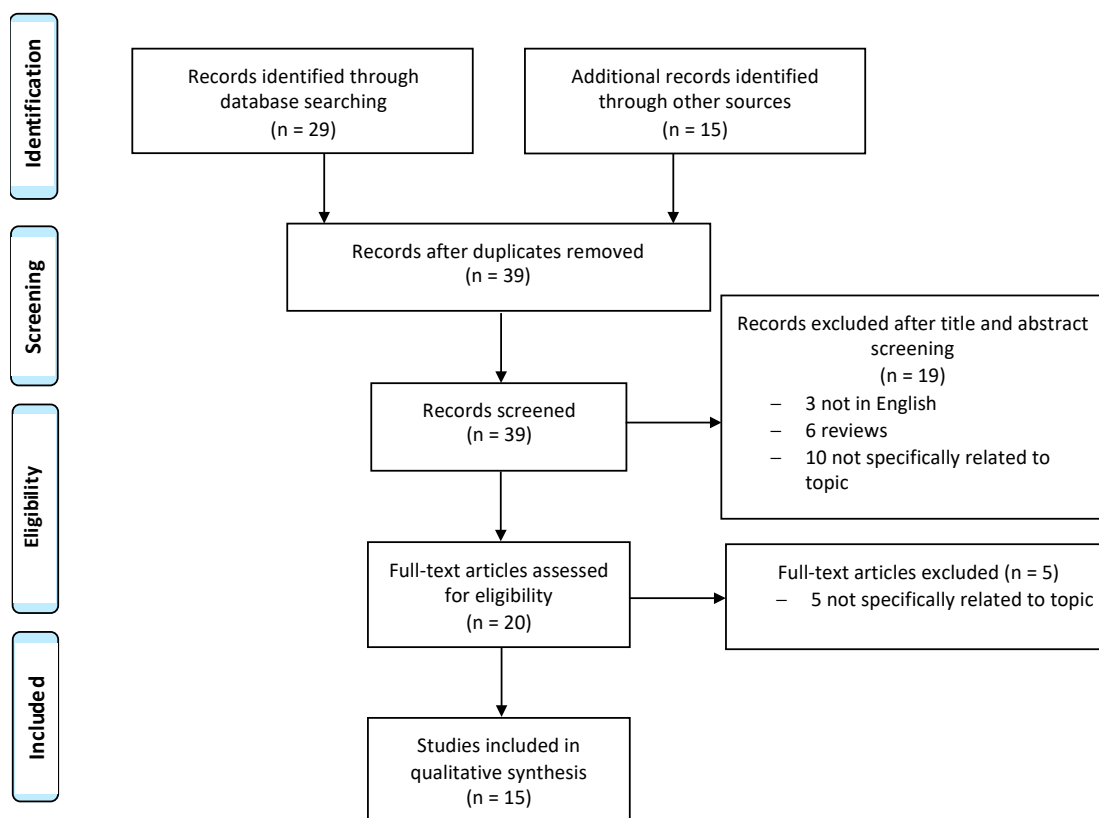 Identification
Records identified through
database searching
(n = 29)
Additional records identified
through other sources
(n = 15)
Screening
Records after duplicates removed
(n = 39)
Records screened
(n = 39)
Records excluded after title and abstract
screening
(n = 19)
– 3 not in English
– 6 reviews
– 10 not specifically related to
topic
Eligibility
Full-text articles assessed
for eligibility
(n = 20)
Full-text articles excluded (n = 5)
– 5 not specifically related to topic
Included
Studies included in
qualitative synthesis
(n = 15)